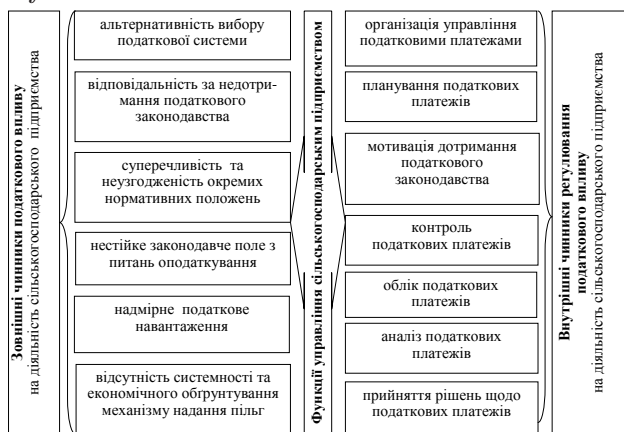 Зовнішні чинники податкового впливу
на діяльність сільськогосподарського підприємства
альтернативність вибору
податкової системи
відповідальність за недотри-
мання податкового
законодавства
суперечливість та
неузгодженість окремих
нормативних положень
нестійке законодавче поле з
питань оподаткування
надмірне податкове
навантаження
відсутність системності та
економічного обґрунтування
механізму надання пільг
Функції управління сільськогосподарським підприємством
організація управління
податковими платежами
планування податкових
платежів
мотивація дотримання
податкового
законодавства
контроль
податкових платежів
облік податкових
платежів
аналіз податкових
платежів
прийняття рішень щодо
податкових платежів
Внутрішні чинники регулювання
податкового впливу
на діяльність сільськогосподарського підприємства